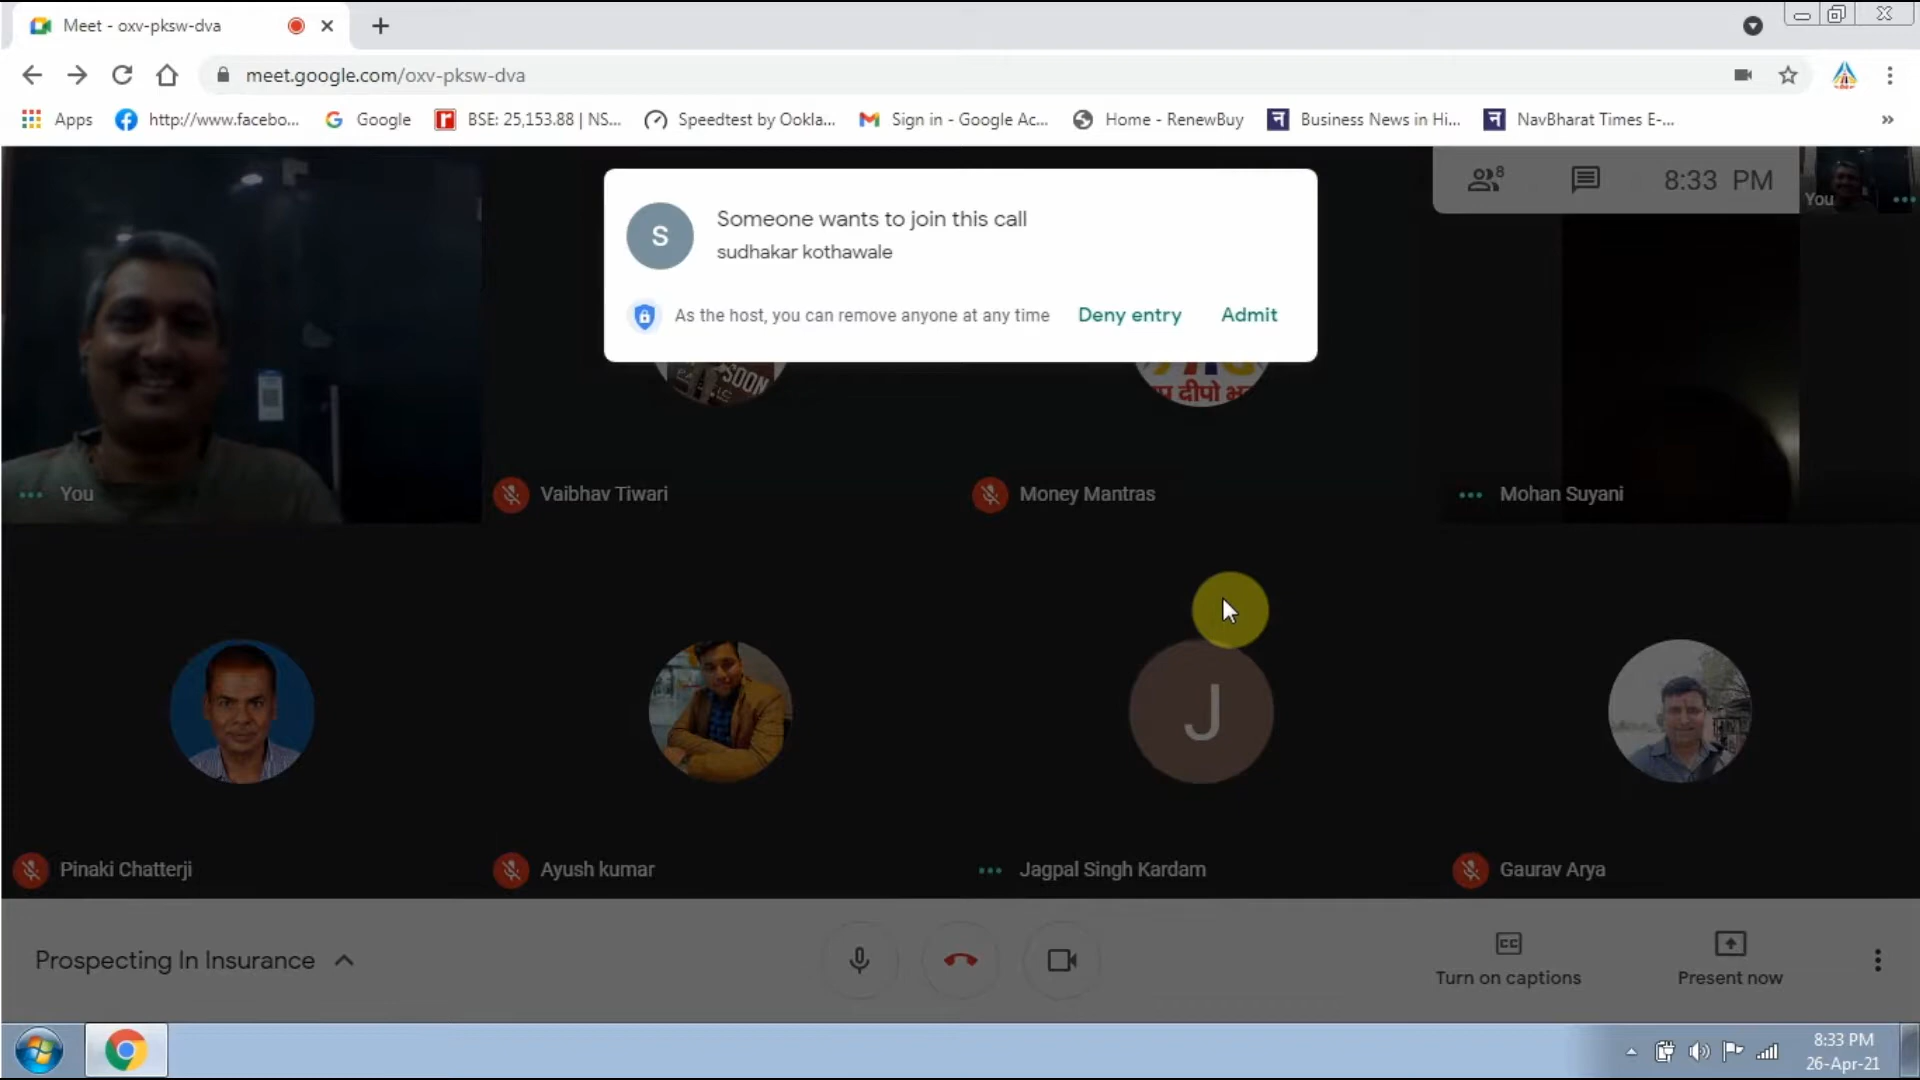 Meet - oxv-pksw-dva
meet.google.com/oxv-pksw-dva
Apps
http://www.facebo...
Google
BSE: 25,153.88 | NS...
Speedtest by Ookla...
Sign in - Google Ac...
Home - RenewBuy
Business News in Hi...
NavBharat Times E-...
»
8
8:33 PM
You
S
Someone wants to join this call
sudhakar kothawale
As the host, you can remove anyone at any time
Deny entry
Admit
SOON
दीपो
You
Vaibhav Tiwari
Money Mantras
Mohan Suyani
J
Pinaki Chatterji
Ayush kumar
Jagpal Singh Kardam
Gaurav Arya
Prospecting In Insurance
CC
Turn on captions
Present now
8:33 PM
26-Apr-21